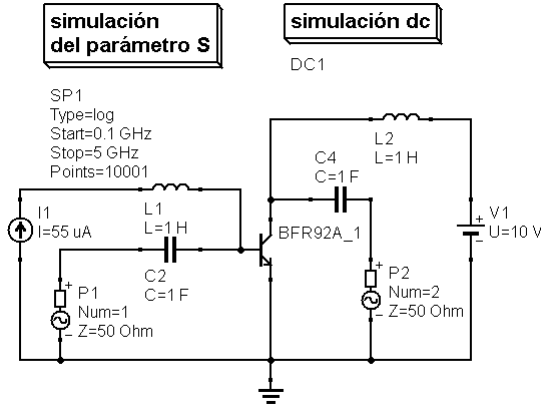 simulación
del parámetro S
simulación dc
DC1
SP1
Type=log
Start=0.1 GHz
Stop=5 GHz
Points=10001
I1
I=55 uA
L1
L=1 H
C2
C=1 F
P1
Num=1
Z=50 Ohm
BFR92A_1
C4
C=1 F
L2
L=1 H
P2
Num=2
Z=50 Ohm
V1
U=10 V